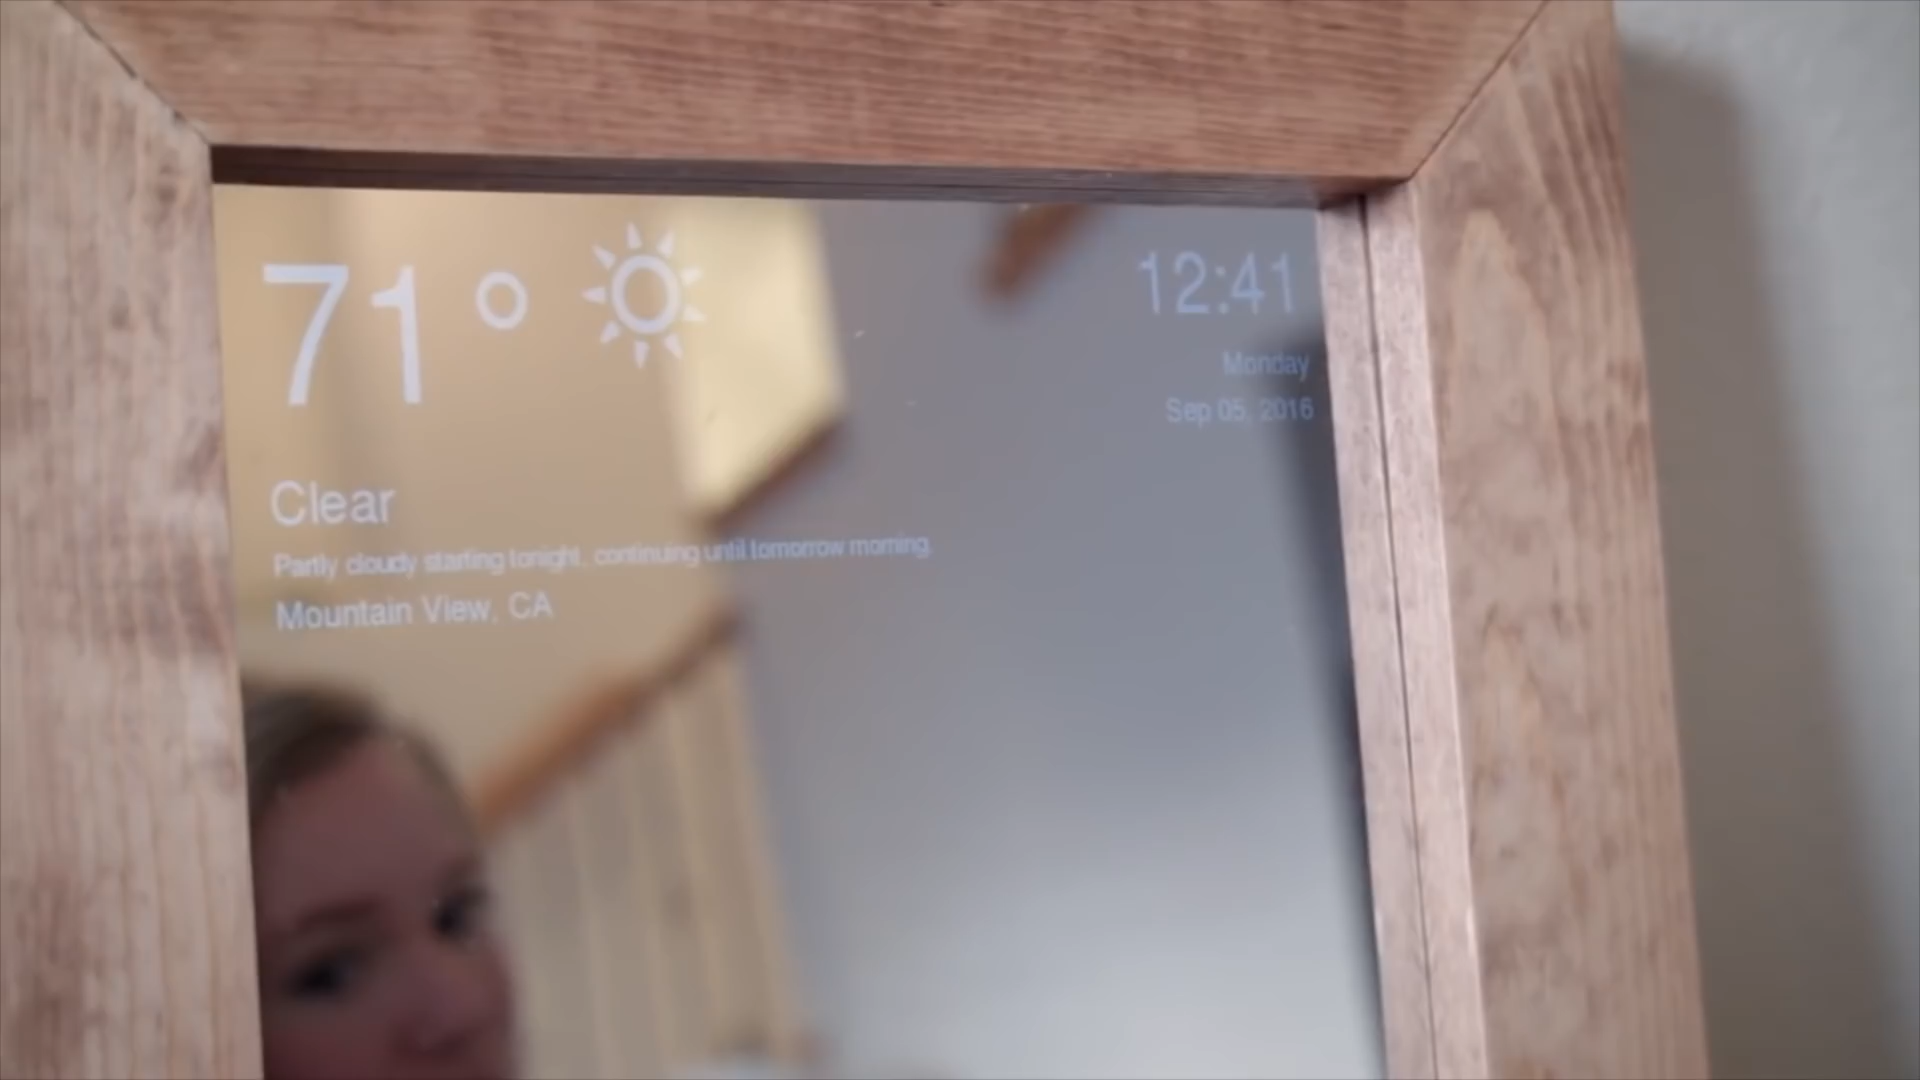 71°
Clear
Partly cloudy starting tonight, continuing until tomorrow morning.
Mountain View, CA
12:41
Monday
Sep 05, 2016